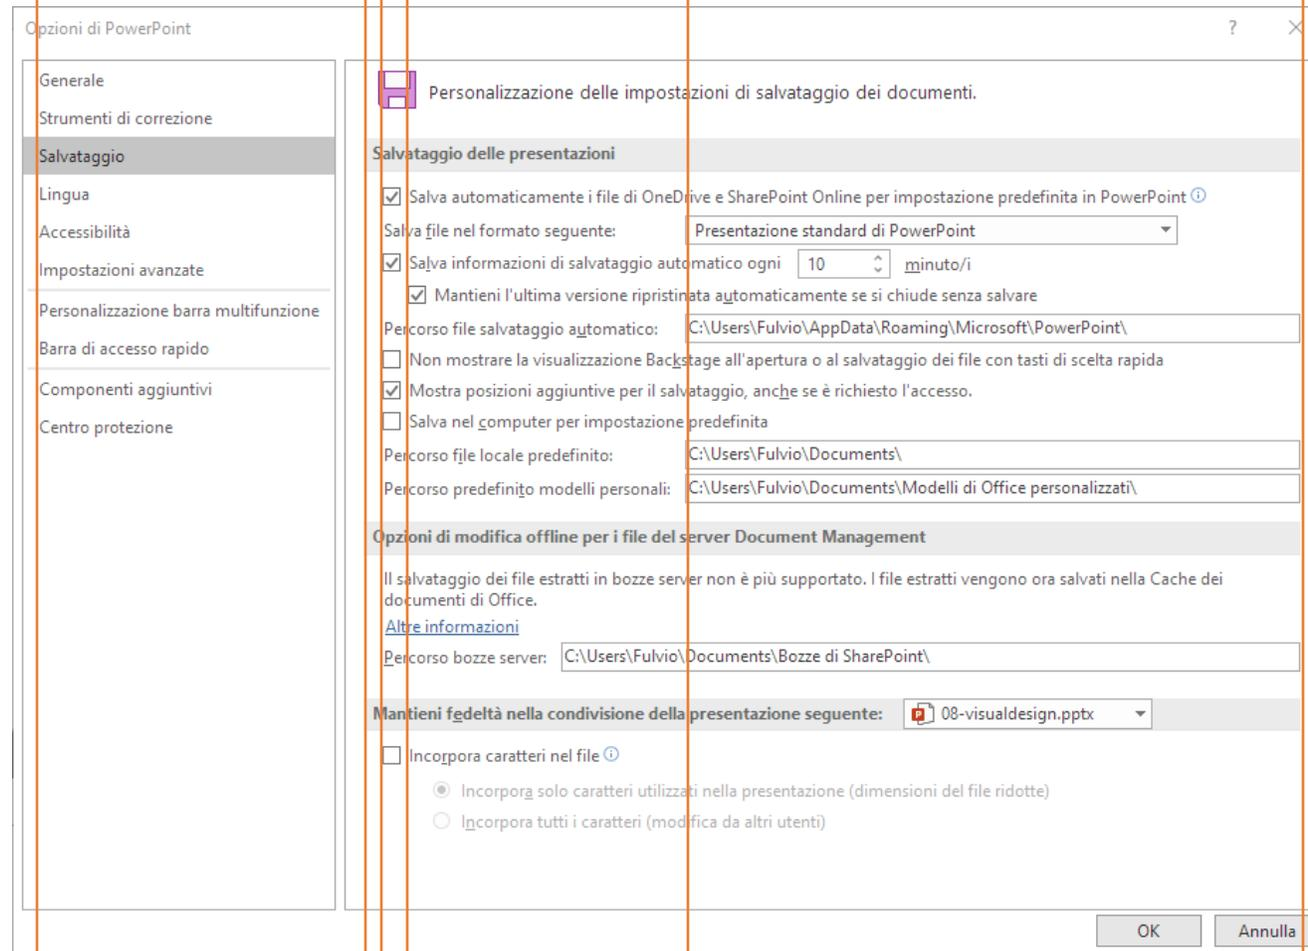 Opzioni di PowerPoint
?
Generale
Strumenti di correzione
Salvataggio
Lingua
Accessibilità
Impostazioni avanzate
Personalizzazione barra multifunzione
Barra di accesso rapido
Componenti aggiuntivi
Centro protezione
Personalizzazione delle impostazioni di salvataggio dei documenti.
Salvataggio delle presentazioni
Salva automaticamente i file di OneDrive e SharePoint Online per impostazione predefinita in PowerPoint
Salva file nel formato seguente: Presentazione standard di PowerPoint
Salva informazioni di salvataggio automatico ogni 10 minuto/i
Mantieni l'ultima versione ripristinata automaticamente se si chiude senza salvare
Percorso file salvataggio automatico: C:\Users\Fulvio\AppData\Roaming\Microsoft\PowerPoint\
Non mostrare la visualizzazione Backstage all'apertura o al salvataggio dei file con tasti di scelta rapida
Mostra posizioni aggiuntive per il salvataggio, anche se è richiesto l'accesso.
Salva nel computer per impostazione predefinita
Percorso file locale predefinito: C:\Users\Fulvio\Documents\
Percorso predefinito modelli personali: C:\Users\Fulvio\Documents\Modelli di Office personalizzati\
Opzioni di modifica offline per i file del server Document Management
Il salvataggio dei file estratti in bozze server non è più supportato. I file estratti vengono ora salvati nella Cache dei
documenti di Office.
Altre informazioni
Percorso bozze server: C:\Users\Fulvio\Documents\Bozze di SharePoint\
Mantieni fedeltà nella condivisione della presentazione seguente: 08-visualdesign.pptx
Incorpora caratteri nel file
Incorpora solo caratteri utilizzati nella presentazione (dimensioni del file ridotte)
Incorpora tutti i caratteri (modifica da altri utenti)
OK Annulla